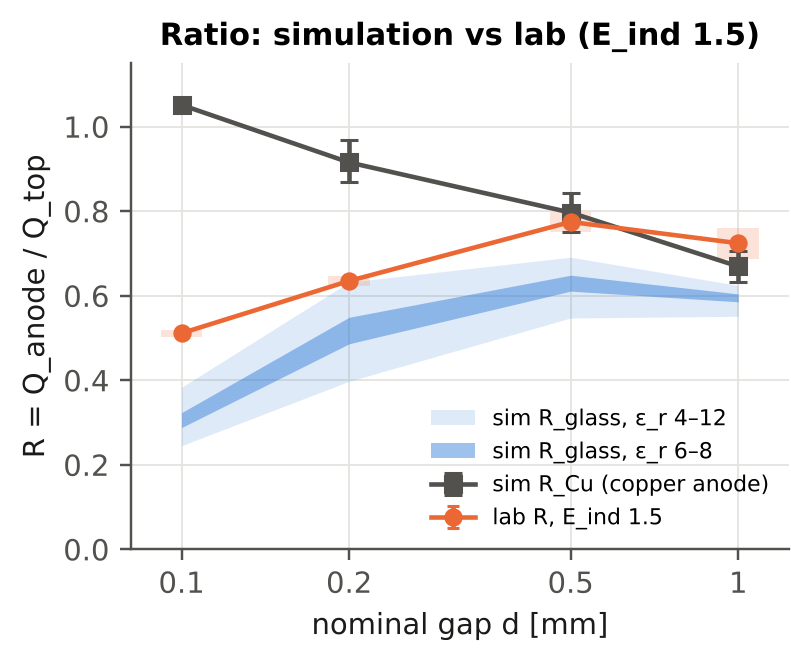 Ratio: simulation vs lab (E_ind 1.5)
R = Q_anode / Q_top
1.0
0.8
0.6
0.4
0.2
0.0
sim R_glass, ε_r 4–12
sim R_glass, ε_r 6–8
sim R_Cu (copper anode)
lab R, E_ind 1.5
0.1 0.2 0.5 1
nominal gap d [mm]